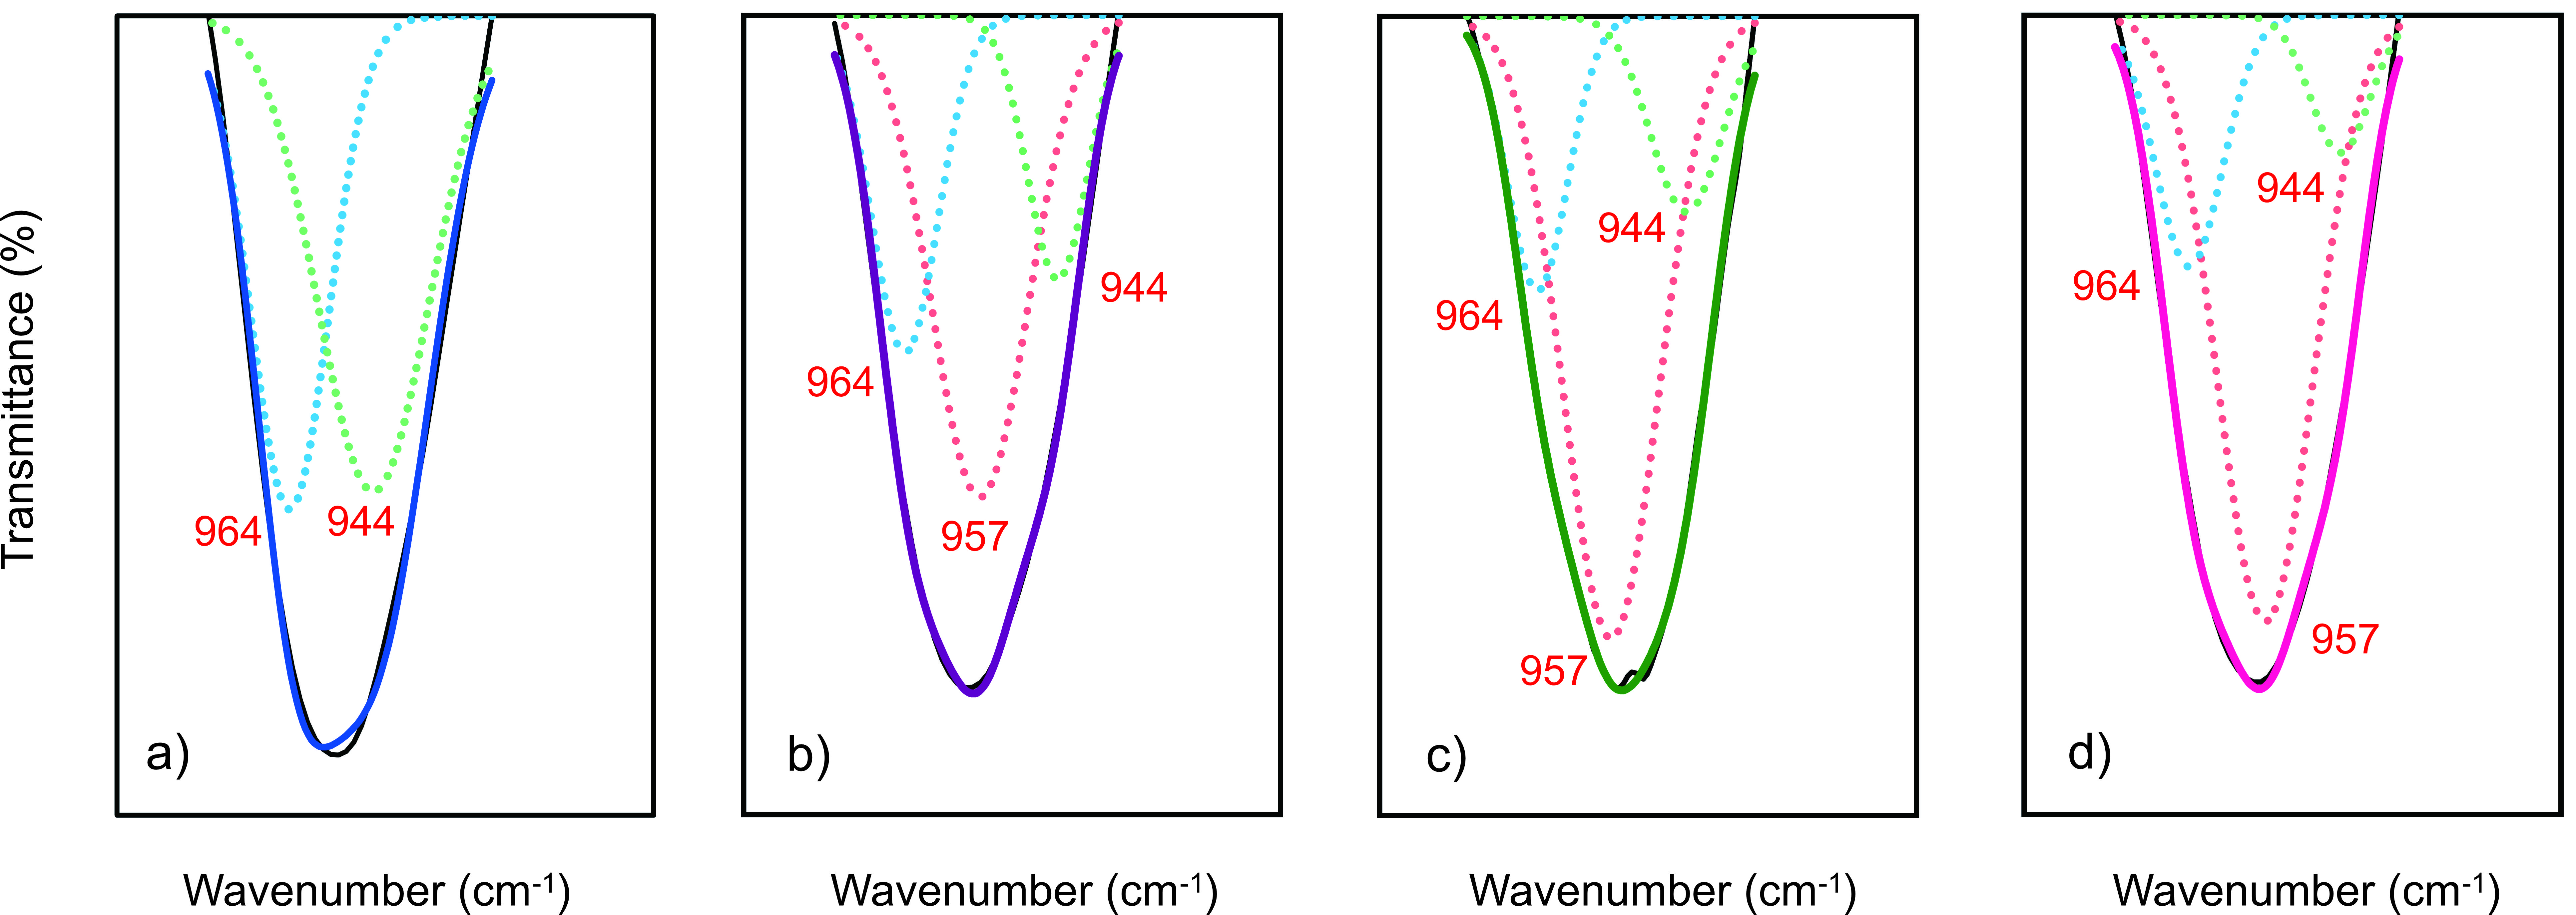 Transmittance (%)
964
944
a)
Wavenumber (cm-1)
964
944
957
b)
Wavenumber (cm-1)
944
964
957
c)
Wavenumber (cm-1)
944
964
957
d)
Wavenumber (cm-1)